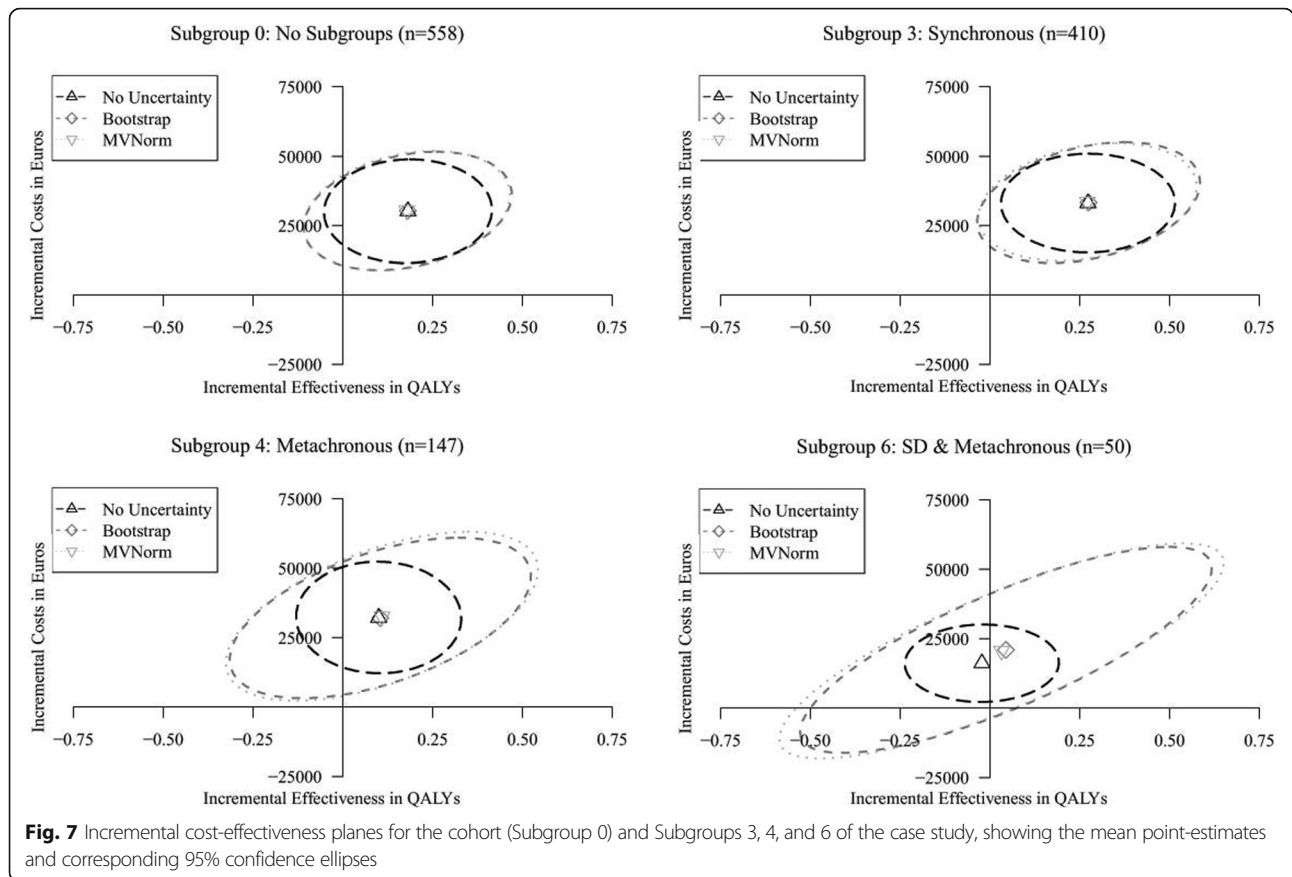 Subgroup 0: No Subgroups (n=558)
No Uncertainty
Bootstrap
MVNorm
Incremental Costs in Euros
75000
50000
25000
−25000
−0.75
−0.50
−0.25
0.00
0.25
0.50
0.75
Incremental Effectiveness in QALYs
Subgroup 3: Synchronous (n=410)
No Uncertainty
Bootstrap
MVNorm
Incremental Costs in Euros
75000
50000
25000
−25000
−0.75
−0.50
−0.25
0.00
0.25
0.50
0.75
Incremental Effectiveness in QALYs
Subgroup 4: Metachronous (n=147)
No Uncertainty
Bootstrap
MVNorm
Incremental Costs in Euros
75000
50000
25000
−25000
−0.75
−0.50
−0.25
0.00
0.25
0.50
0.75
Incremental Effectiveness in QALYs
Subgroup 6: SD & Metachronous (n=50)
No Uncertainty
Bootstrap
MVNorm
Incremental Costs in Euros
75000
50000
25000
−25000
−0.75
−0.50
−0.25
0.00
0.25
0.50
0.75
Incremental Effectiveness in QALYs
Fig. 7 Incremental cost-effectiveness planes for the cohort (Subgroup 0) and Subgroups 3, 4, and 6 of the case study, showing the mean point-estimates
and corresponding 95% confidence ellipses